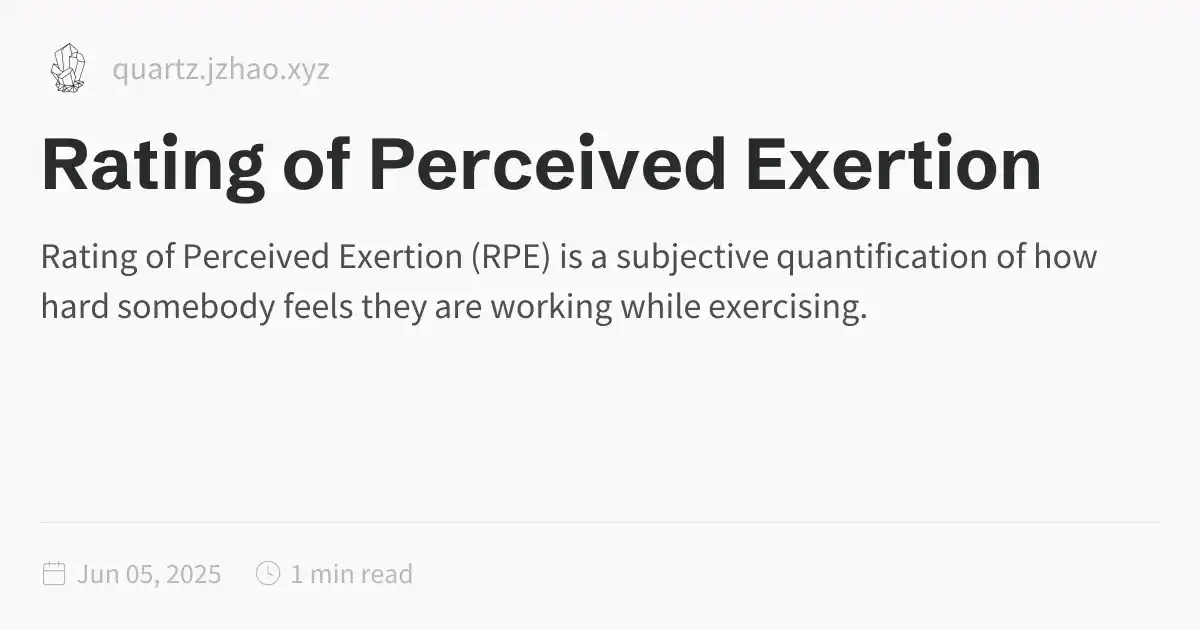 quartz.jzhao.xyz
Rating of Perceived Exertion
Rating of Perceived Exertion (RPE) is a subjective quantification of how
hard somebody feels they are working while exercising.
Jun 05, 2025 1 min read